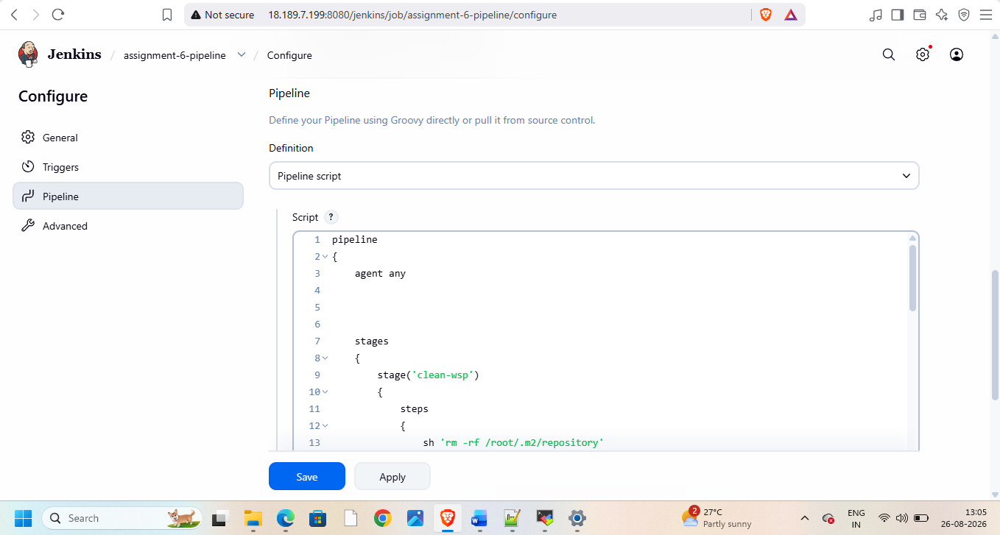 Not secure 18.189.7.199:8080/jenkins/job/assignment-6-pipeline/configure
Jenkins / assignment-6-pipeline / Configure
Configure
General
Triggers
Pipeline
Advanced
Pipeline
Define your Pipeline using Groovy directly or pull it from source control.
Definition
Pipeline script
Script ?
1 pipeline
2 {
3 agent any
4
5
6
7 stages
8 {
9 stage('clean-wsp')
10 {
11 steps
12 {
13 sh 'rm -rf /root/.m2/repository'
Save Apply
Search
2
27°C
Partly sunny
ENG
IN
13:05
26-08-2026